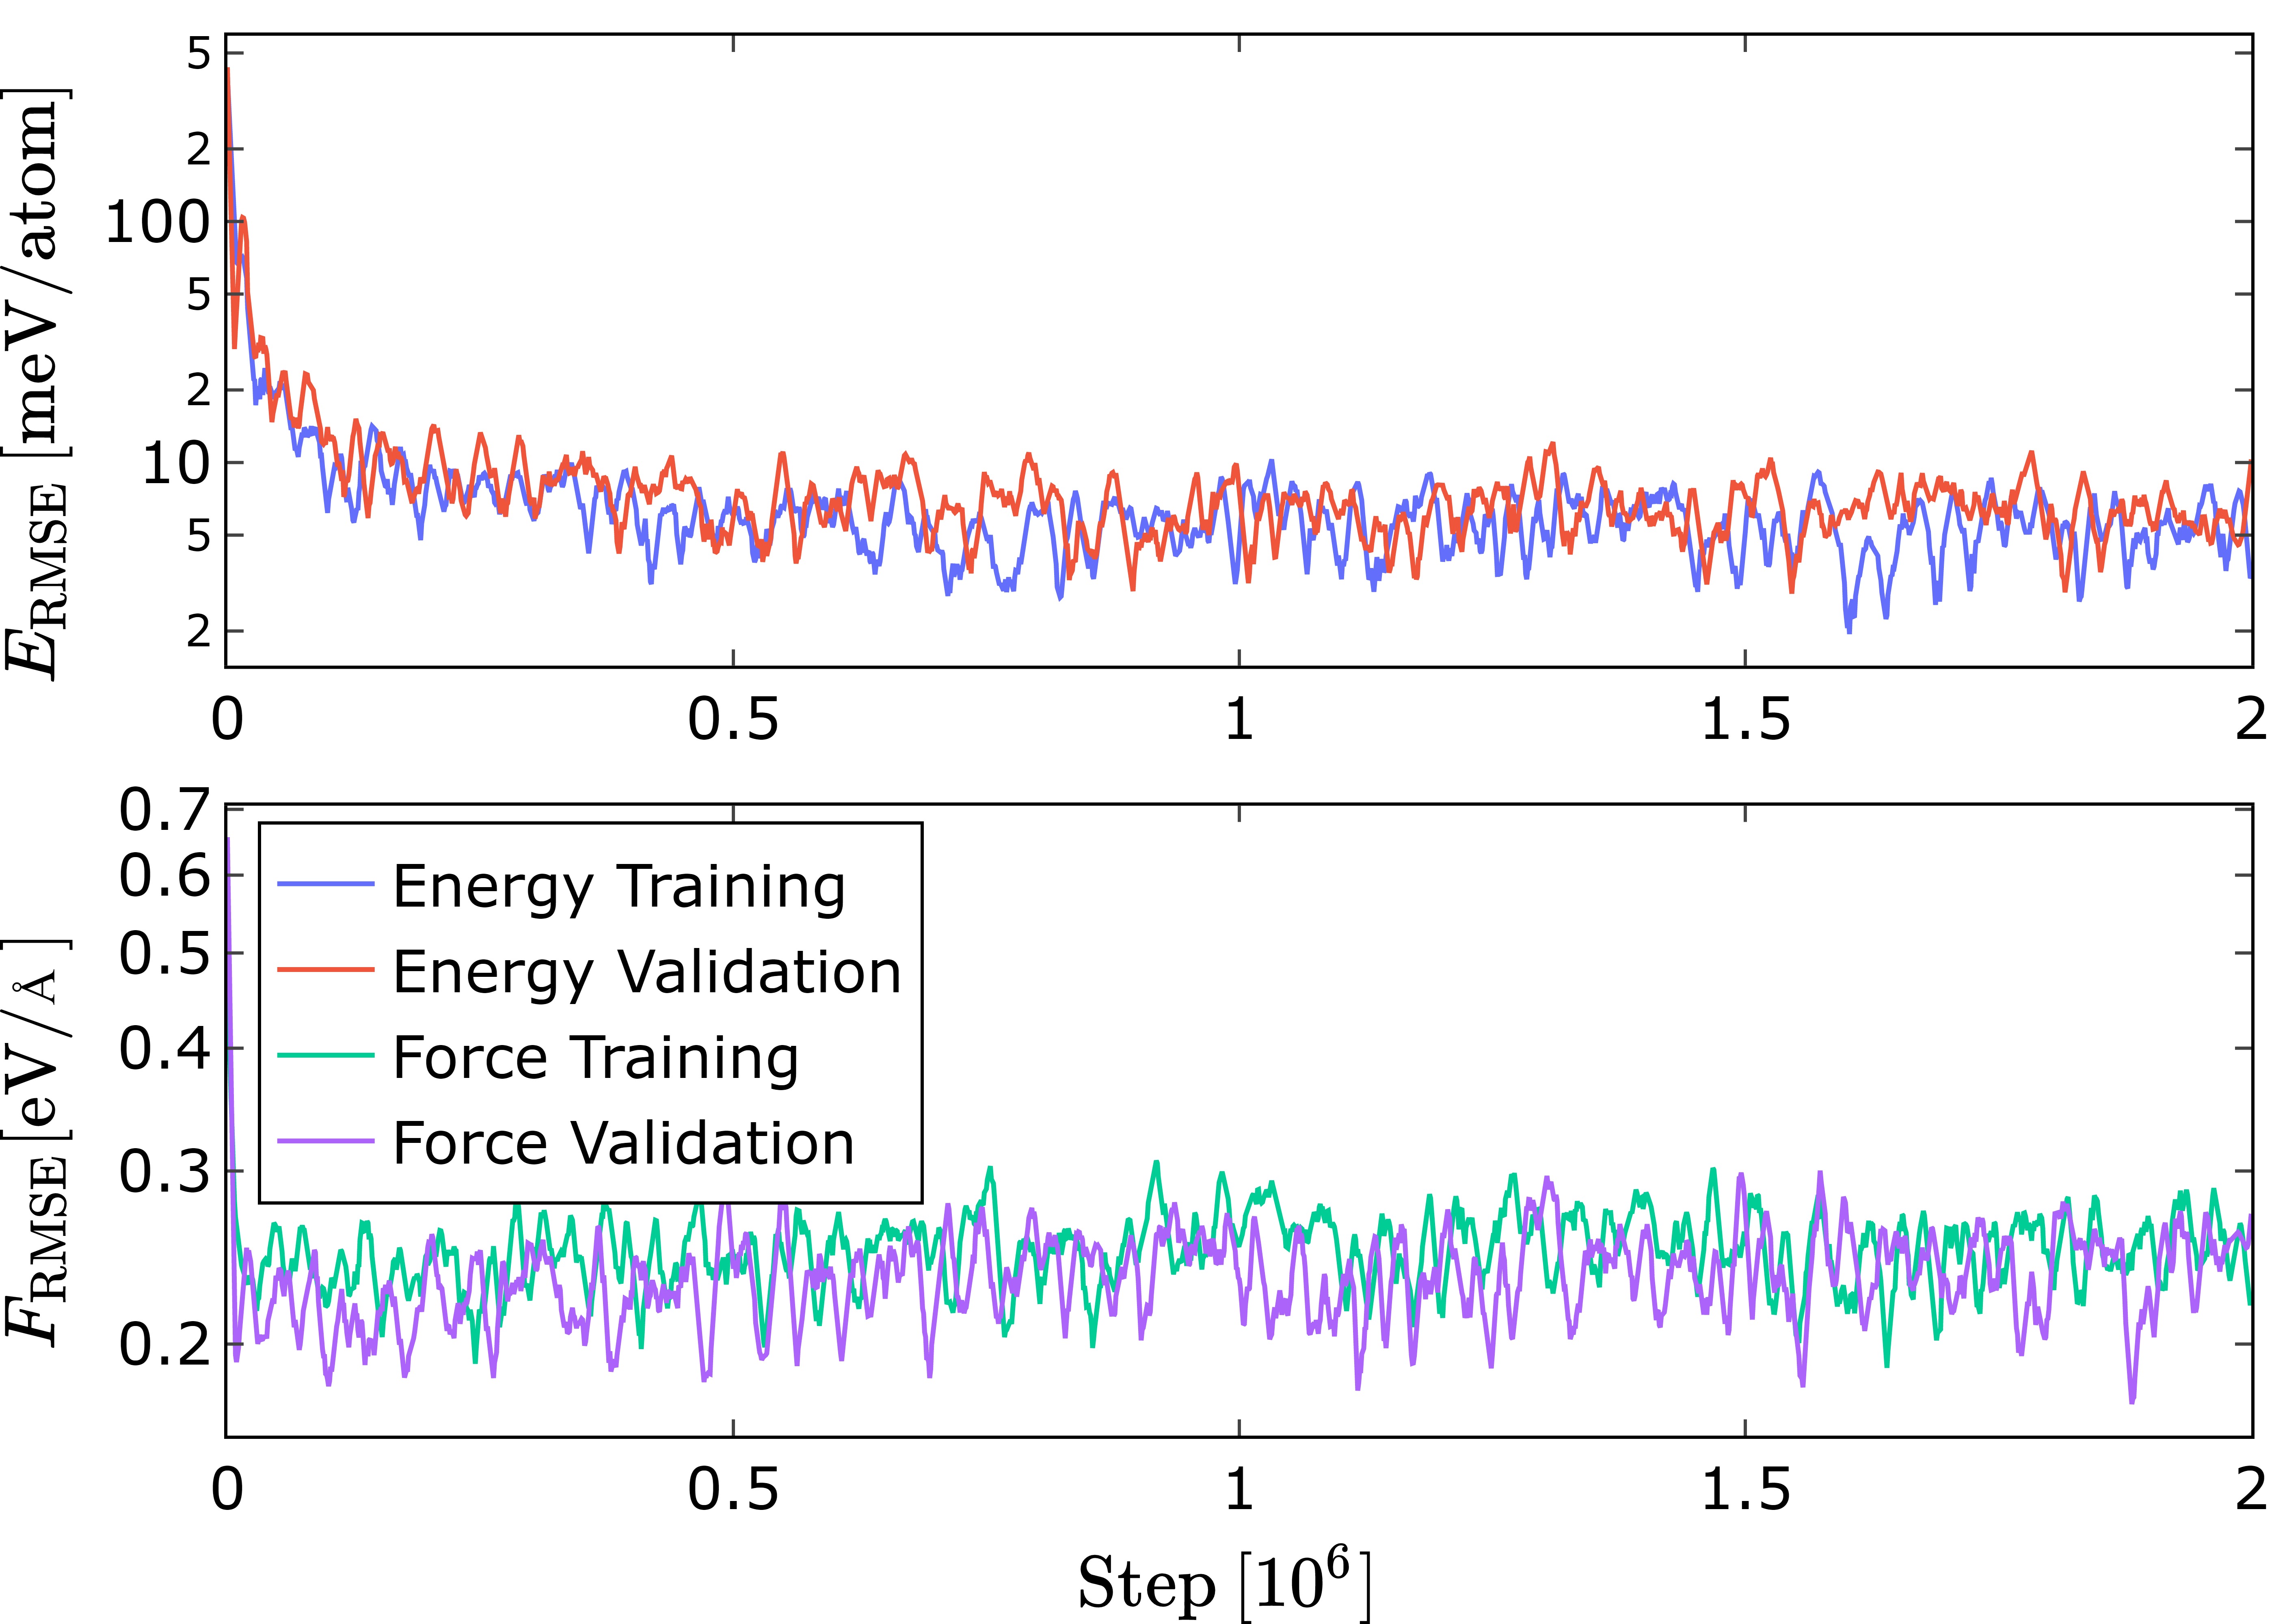 5
2
100
5
2
10
5
2
E_RMSE [meV/atom]
0 0.5 1 1.5 2
0.7
0.6
0.5
0.4
0.3
0.2
F_RMSE [eV/Å]
Energy Training
Energy Validation
Force Training
Force Validation
0 0.5 1 1.5 2
Step [10⁶]